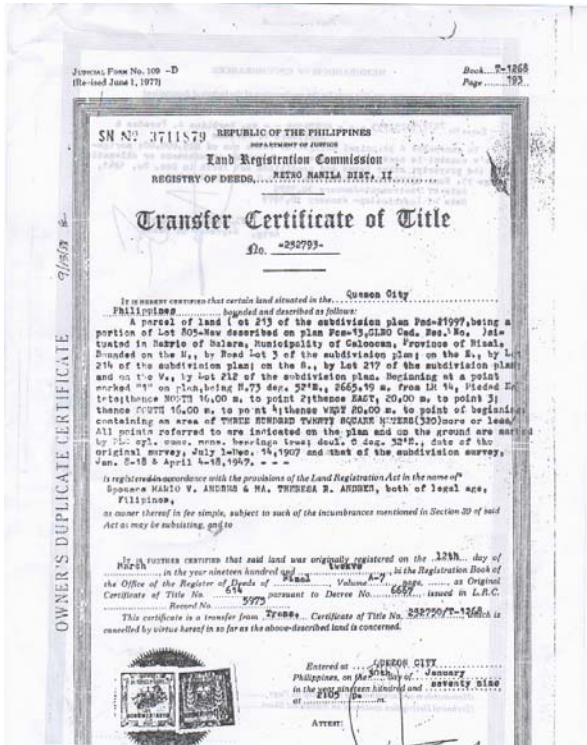 JUDICIAL FORM NO. 109 -D
(Revised June 1, 1977)
Book T-1268
Page 193
SN Nº 3711879 REPUBLIC OF THE PHILIPPINES
DEPARTMENT OF JUSTICE
Land Registration Commission
REGISTRY OF DEEDS, METRO MANILA DIST. II
Transfer Certificate of Title
No. -252793-
OWNER'S DUPLICATE CERTIFICATE
IT IS HEREBY CERTIFIED that certain land situated in the Quezon City
Philippines bounded and described as follows:
A parcel of land ( ot 213 of the subdivision plan Psd-21997, being a
portion of Lot 803-New described on plan Pcs-13, GLRO Cad. Rec. No. )situated
tuated in Barrio of Balara, Municipality of Caloocan, Province of Rizal.
Bounded on the N., by Road Lot 3 of the subdivision plan; on the E., by Lot
214 of the subdivision plan; on the S., by Lot 217 of the subdivision plan;
and on the W., by Lot 212 of the subdivision plan. Beginning at a point
marked "1" on plan, being N.73 deg. 32'E., 2665.19 m. from LM 14, Piedad
thence NORTH 16.00 m. to point 2; thence EAST, 20.00 m. to point 3;
thence SOUTH 16.00 m. to point 4; thence WEST 20.00 m. to point of beginning
containing an area of THREE HUNDRED TWENTY SQUARE METERS (320) more or less
All points referred to are indicated on the plan and on the ground are marked
by cyl. conc. mons. bearings true; decl. 0 deg. 32'E., date of the
original survey, July 1-Dec. 14, 1907 and that of the subdivision survey,
Jan. 8-18 & April 4-18, 1947. - - -
is registered in accordance with the provisions of the Land Registration Act in the name of
Spouses MARIO V. ANDRES & MA. THERESA R. ANDRES, both of legal age,
Filipinos,
as owner thereof in fee simple, subject to such of the incumbrances mentioned in Section 39 of said
Act as may be subsisting, and to
IT IS FURTHER CERTIFIED that said land was originally registered on the 12th day of
March in the year nineteen hundred and twelve, in the Registration Book of
the Office of the Register of Deeds of Rizal, Volume A-7, page, as Original
Certificate of Title No. 614 pursuant to Decree No. 6667 issued in L.R.C.
Record No. 5975
This certificate is a transfer from Trans. Certificate of Title No. 252750/T-1268, which is
cancelled by virtue hereof in so far as the above-described land is concerned.
Entered at QUEZON CITY
Philippines, on the 30th day of January
in the year nineteen hundred and seventy nine
at 2:05 p. m.
ATTEST: